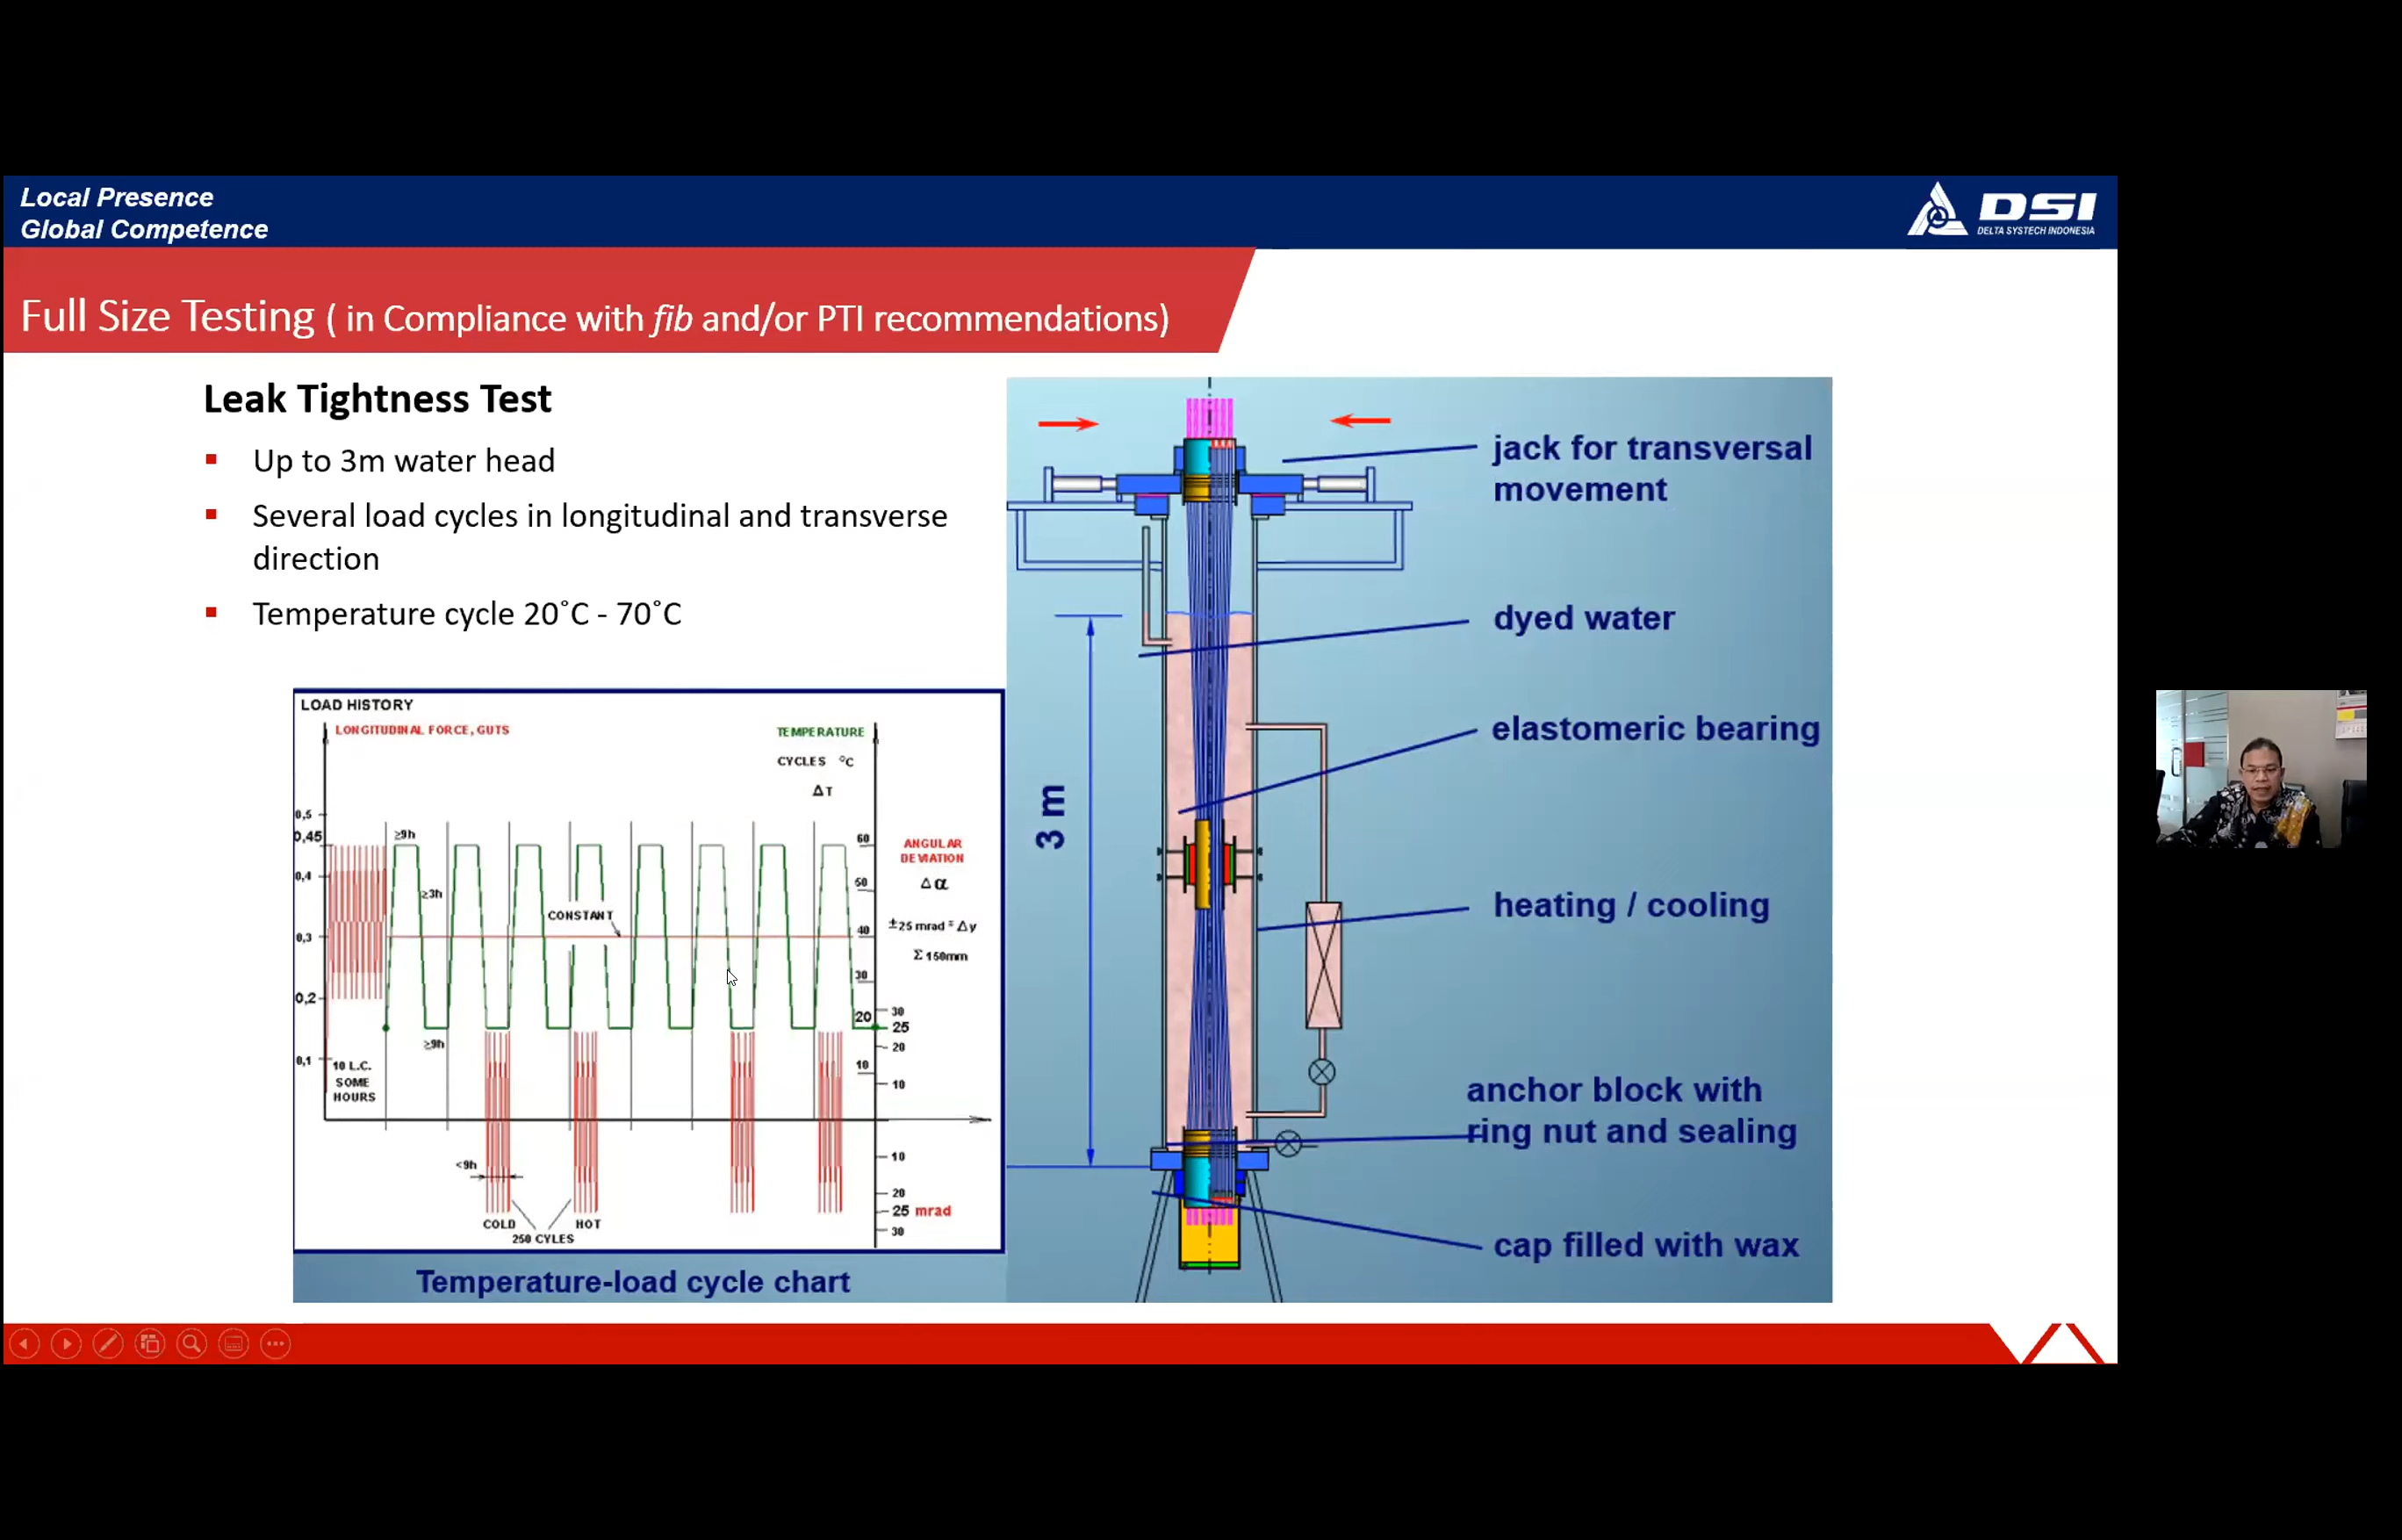 Local Presence
Global Competence
DSI
DELTA SYSTECH INDONESIA
Full Size Testing ( in Compliance with fib and/or PTI recommendations)
Leak Tightness Test
Up to 3m water head
Several load cycles in longitudinal and transverse
direction
Temperature cycle 20˚C - 70˚C
LOAD HISTORY
LONGITUDINAL FORCE, GUTS
TEMPERATURE
CYCLES °C
ΔT
0,5
0,45
0,4
0,3
0,2
0,1
≥9h
≥3h
≥9h
CONSTANT
60
50
40
30
20
10
ANGULAR
DEVIATION
Δα
±25 mrad = Δy
Σ 150mm
30
25
20
10
10
20
25 mrad
30
10 L.C.
SOME
HOURS
<9h
COLD
HOT
250 CYLES
Temperature-load cycle chart
3 m
jack for transversal
movement
dyed water
elastomeric bearing
heating / cooling
anchor block with
ring nut and sealing
cap filled with wax